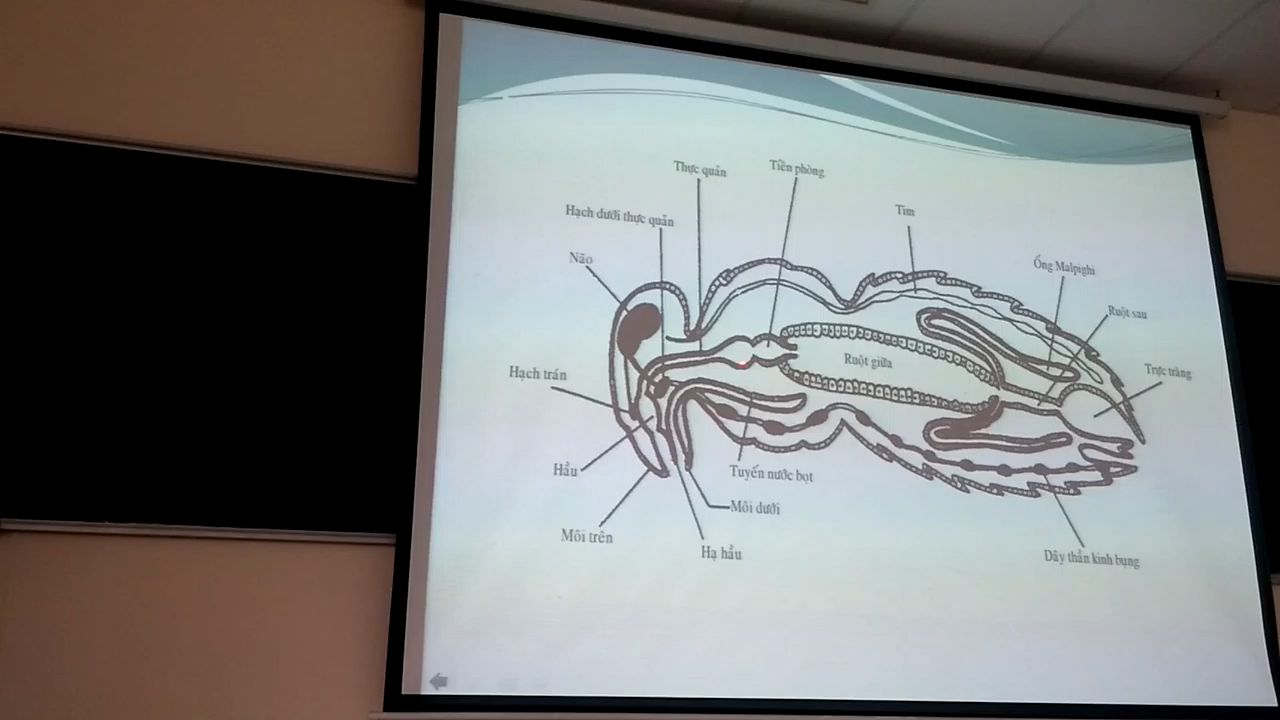 Thực quản
Tiền phòng
Hạch dưới thực quản
Tim
Não
Ống Malpighi
Ruột sau
Ruột giữa
Trực tràng
Hạch trán
Hầu
Tuyến nước bọt
Môi dưới
Môi trên
Hạ hầu
Dãy thần kinh bụng